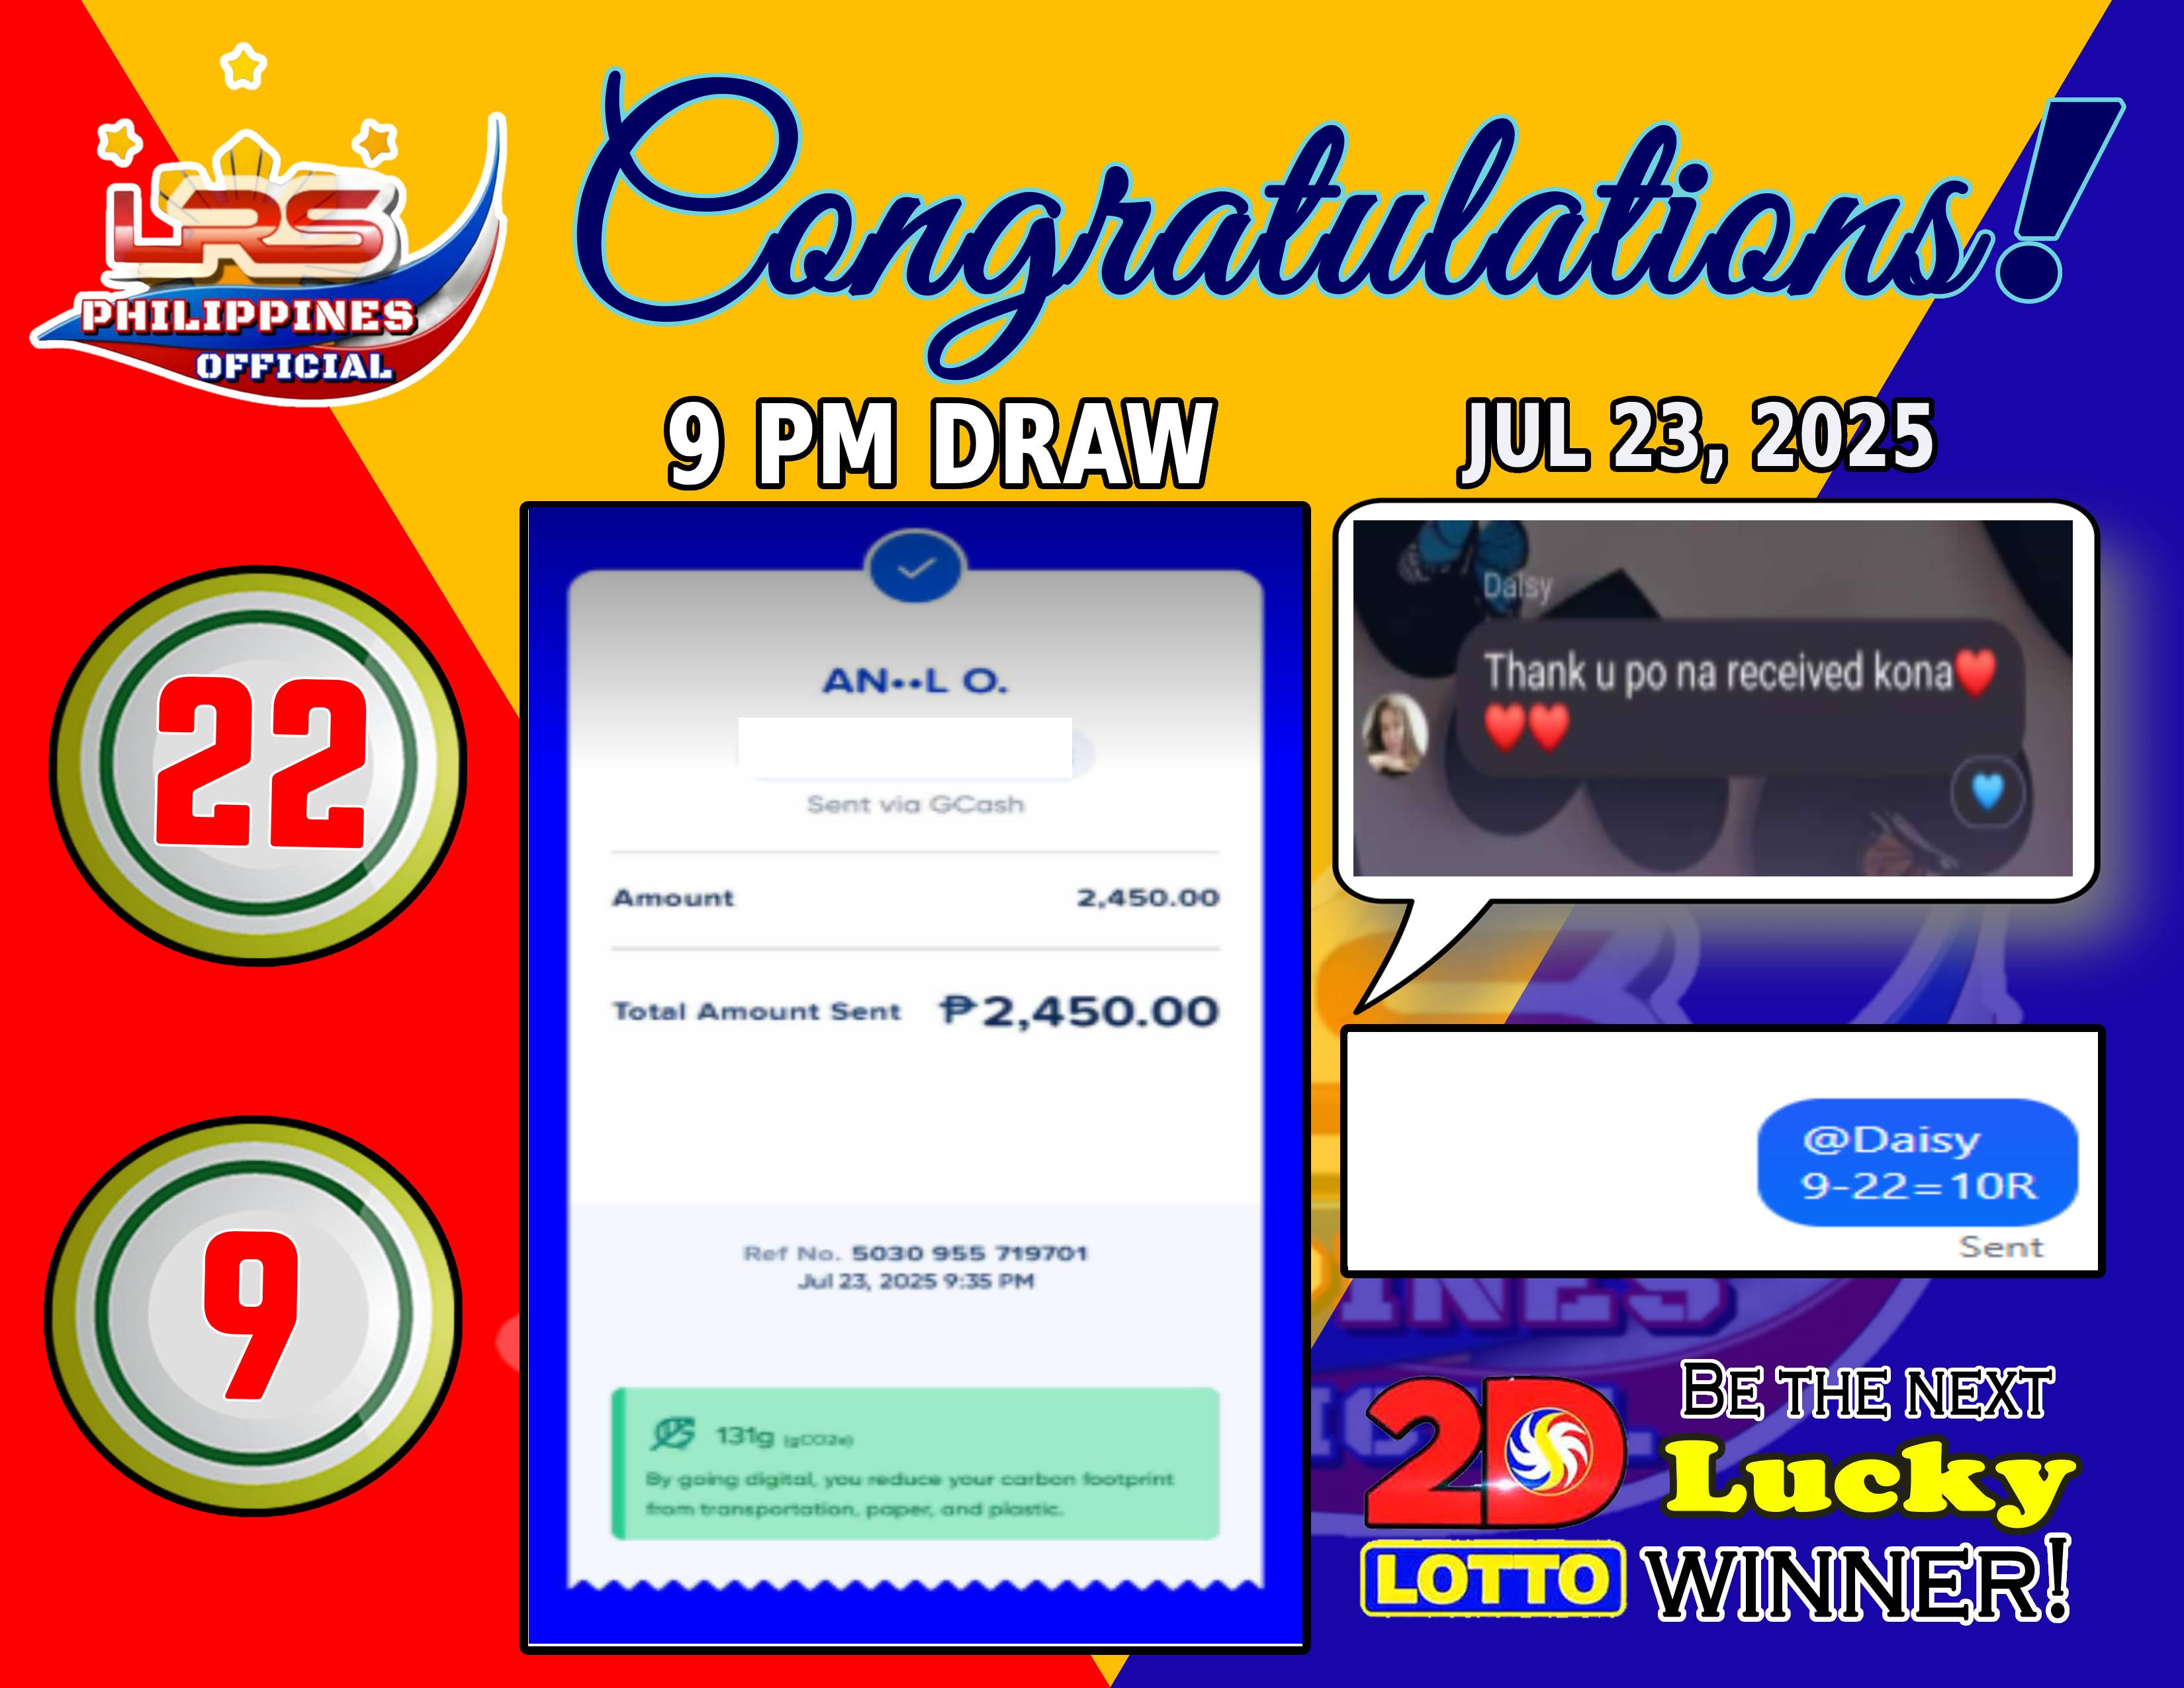 LRS
PHILIPPINES
OFFICIAL
Congratulations!
9 PM DRAW
JUL 23, 2025
22
9
AN••L O.
Sent via GCash
Amount 2,450.00
Total Amount Sent ₱2,450.00
Ref No. 5030 955 719701
Jul 23, 2025 9:35 PM
131g (gCO2e)
By going digital, you reduce your carbon footprint
from transportation, paper, and plastic.
Daisy
Thank u po na received kona❤️
❤️❤️
💙
@Daisy
9-22=10R
Sent
2D
LOTTO
BE THE NEXT
Lucky
WINNER!